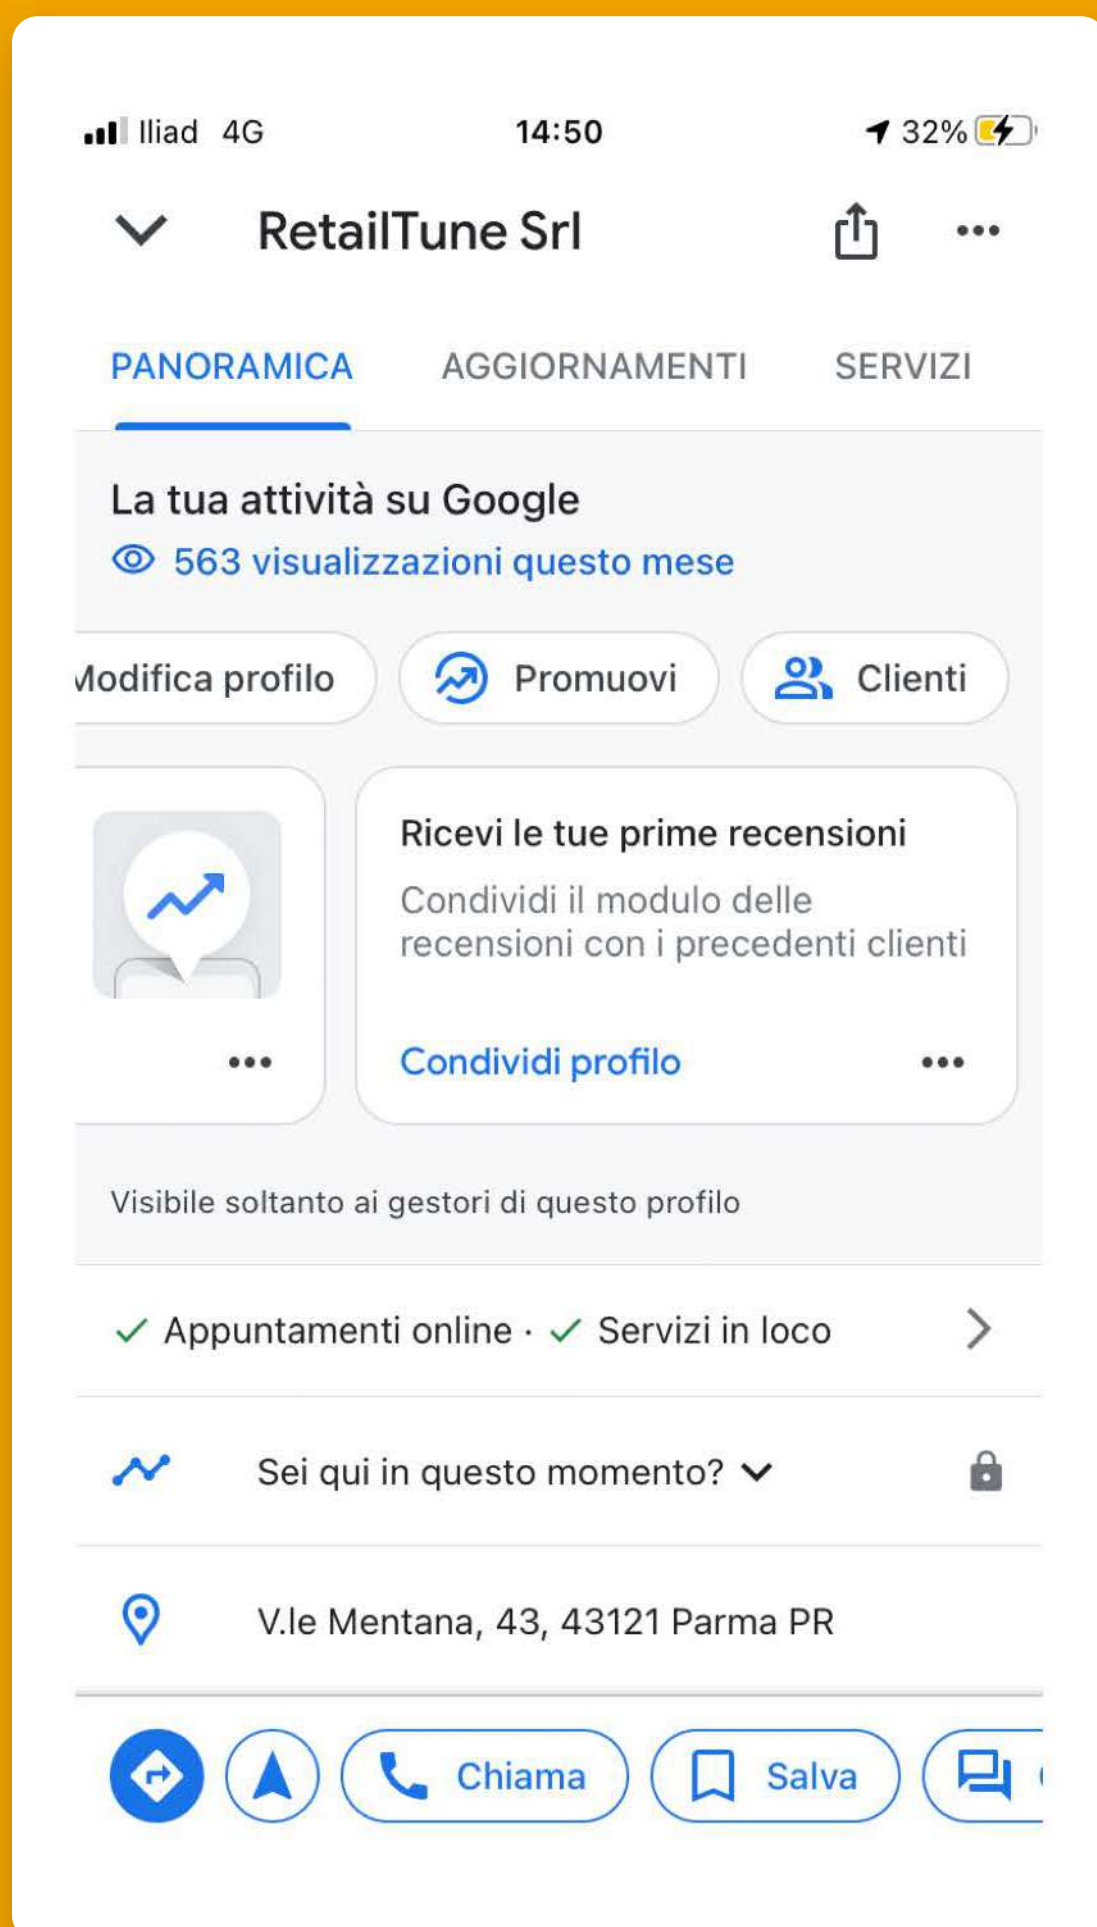 Iliad 4G 14:50 32%
RetailTune Srl
PANORAMICA AGGIORNAMENTI SERVIZI
La tua attività su Google
563 visualizzazioni questo mese
Modifica profilo Promuovi Clienti
Ricevi le tue prime recensioni
Condividi il modulo delle
recensioni con i precedenti clienti
Condividi profilo
Visibile soltanto ai gestori di questo profilo
Appuntamenti online · Servizi in loco
Sei qui in questo momento?
V.le Mentana, 43, 43121 Parma PR
Chiama Salva